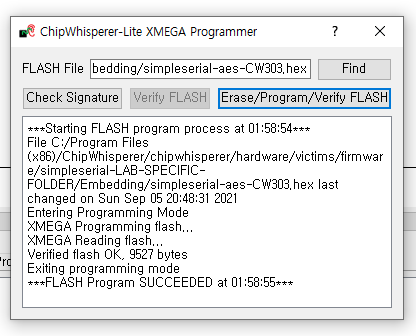 ChipWhisperer-Lite XMEGA Programmer
FLASH File bedding/simpleserial-aes-CW303.hex Find
Check Signature Verify FLASH Erase/Program/Verify FLASH
***Starting FLASH program process at 01:58:54***
File C:/Program Files
(x86)/ChipWhisperer/chipwhisperer/hardware/victims/firmwar
e/simpleserial-LAB-SPECIFIC-
FOLDER/Embedding/simpleserial-aes-CW303.hex last
changed on Sun Sep 05 20:48:31 2021
Entering Programming Mode
XMEGA Programming flash...
XMEGA Reading flash...
Verified flash OK, 9527 bytes
Exiting programming mode
***FLASH Program SUCCEEDED at 01:58:55***